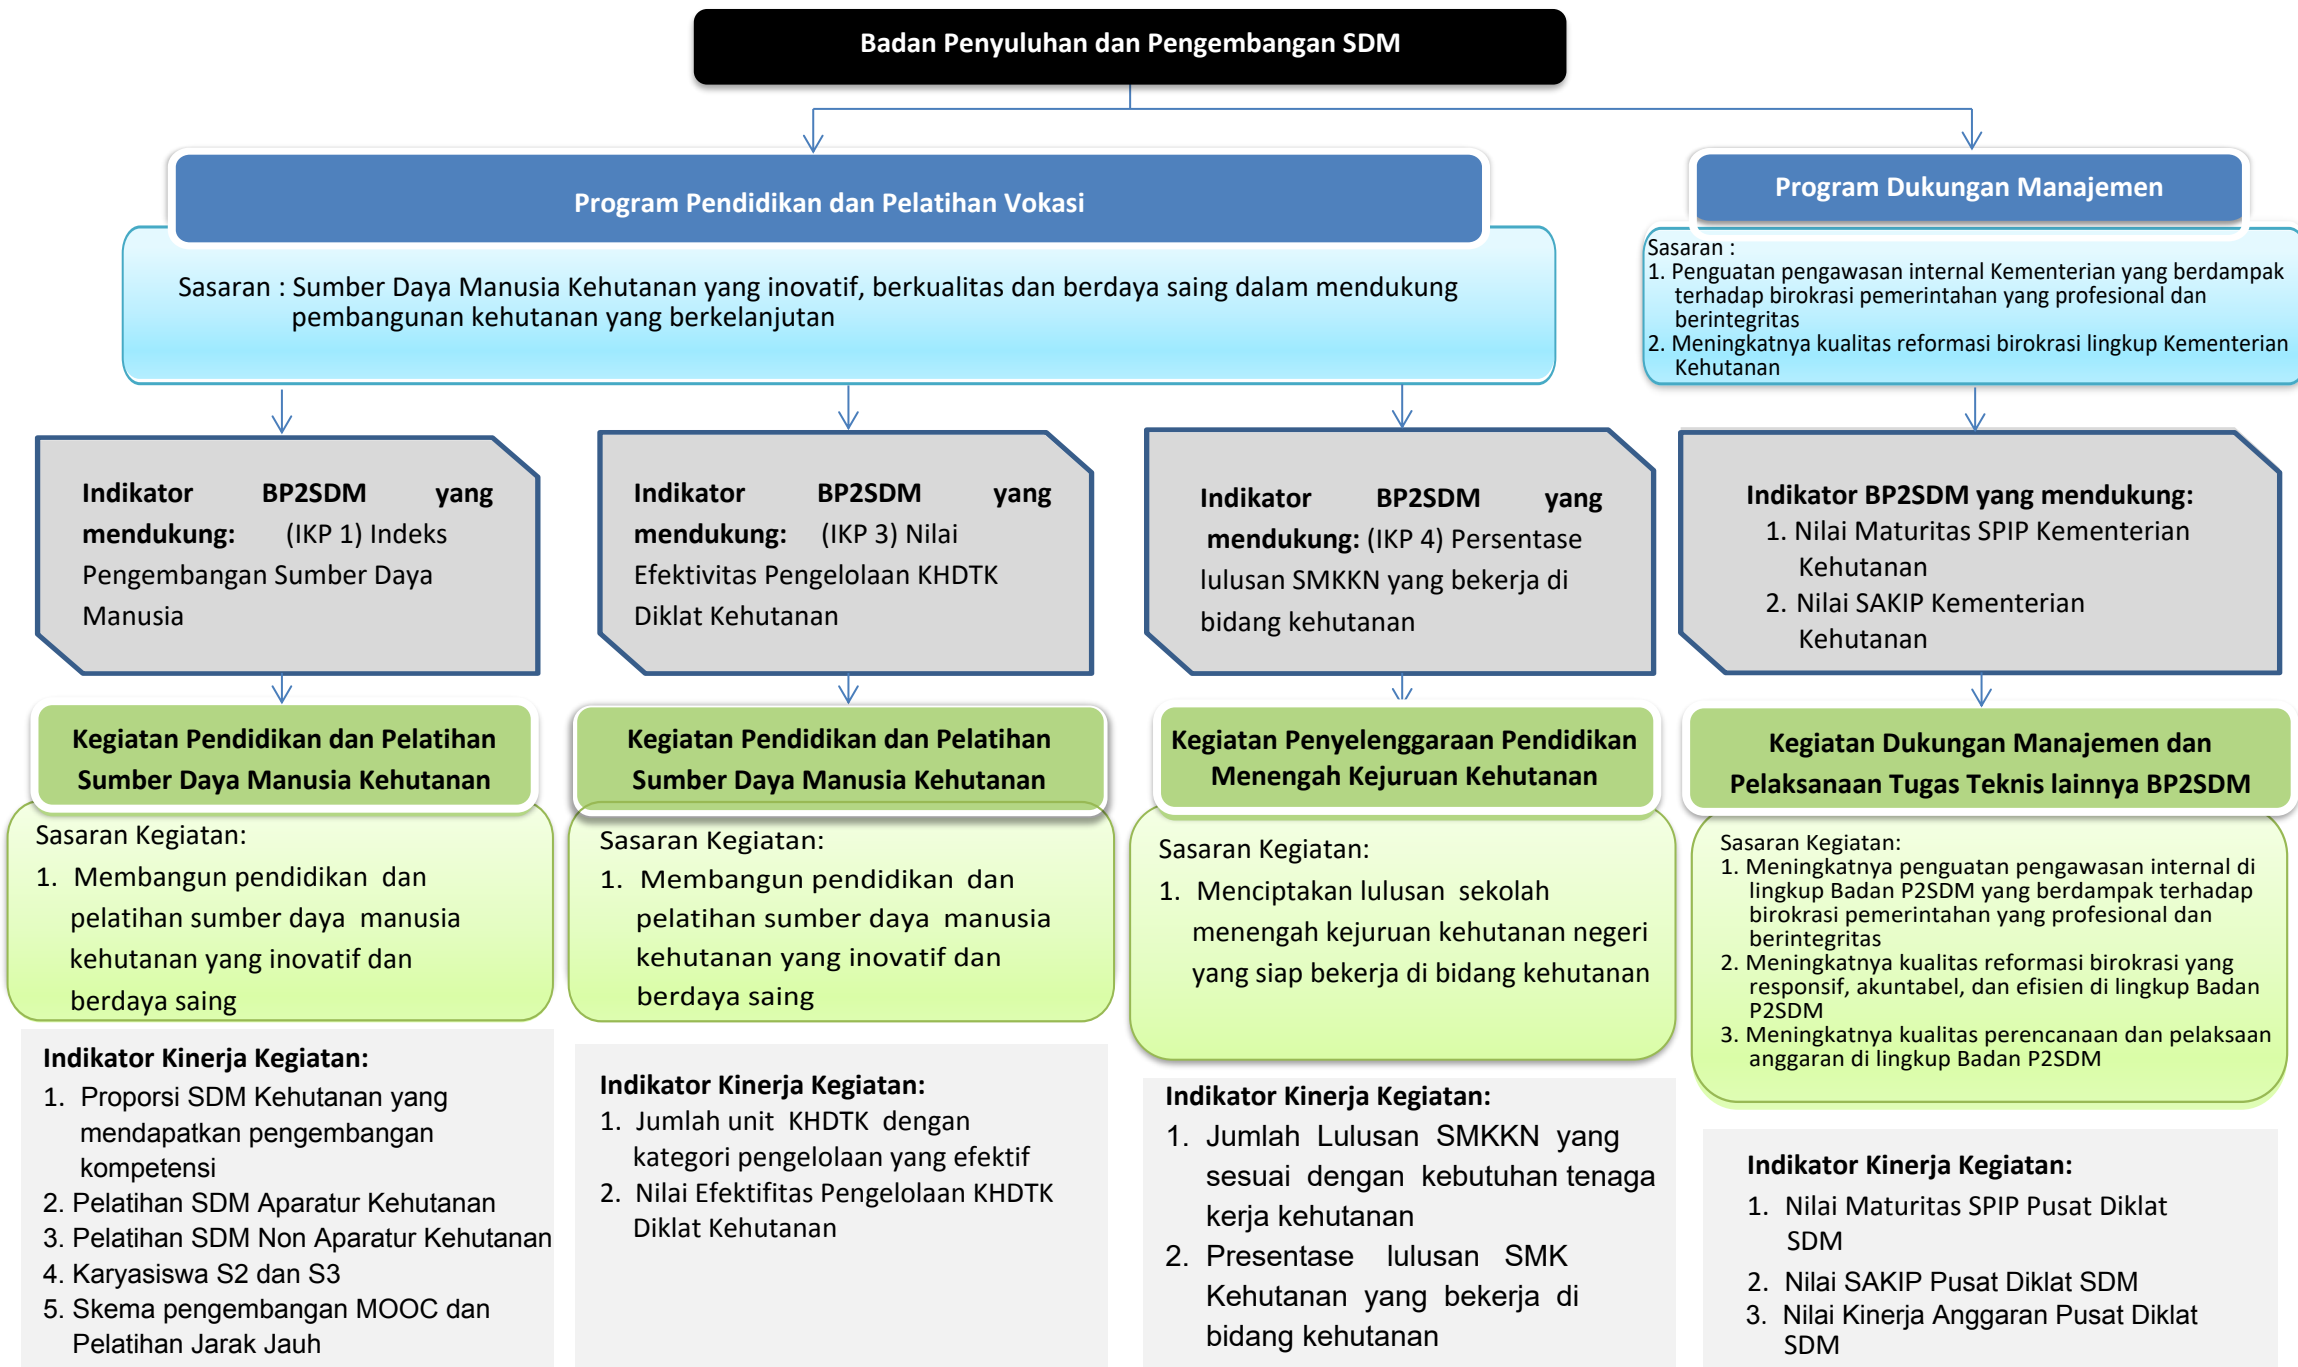 Badan Penyuluhan dan Pengembangan SDM
Program Pendidikan dan Pelatihan Vokasi
Sasaran : Sumber Daya Manusia Kehutanan yang inovatif, berkualitas dan berdaya saing dalam mendukung
pembangunan kehutanan yang berkelanjutan
Program Dukungan Manajemen
Sasaran :
1. Penguatan pengawasan internal Kementerian yang berdampak
terhadap birokrasi pemerintahan yang profesional dan
berintegritas
2. Meningkatnya kualitas reformasi birokrasi lingkup Kementerian
Kehutanan
Indikator BP2SDM yang
mendukung: (IKP 1) Indeks
Pengembangan Sumber Daya
Manusia
Indikator BP2SDM yang
mendukung: (IKP 3) Nilai
Efektivitas Pengelolaan KHDTK
Diklat Kehutanan
Indikator BP2SDM yang
mendukung: (IKP 4) Persentase
lulusan SMKKN yang bekerja di
bidang kehutanan
Indikator BP2SDM yang mendukung:
1. Nilai Maturitas SPIP Kementerian
Kehutanan
2. Nilai SAKIP Kementerian
Kehutanan
Kegiatan Pendidikan dan Pelatihan
Sumber Daya Manusia Kehutanan
Sasaran Kegiatan:
1. Membangun pendidikan dan
pelatihan sumber daya manusia
kehutanan yang inovatif dan
berdaya saing
Indikator Kinerja Kegiatan:
1. Proporsi SDM Kehutanan yang
mendapatkan pengembangan
kompetensi
2. Pelatihan SDM Aparatur Kehutanan
3. Pelatihan SDM Non Aparatur Kehutanan
4. Karyasiswa S2 dan S3
5. Skema pengembangan MOOC dan
Pelatihan Jarak Jauh
Kegiatan Pendidikan dan Pelatihan
Sumber Daya Manusia Kehutanan
Sasaran Kegiatan:
1. Membangun pendidikan dan
pelatihan sumber daya manusia
kehutanan yang inovatif dan
berdaya saing
Indikator Kinerja Kegiatan:
1. Jumlah unit KHDTK dengan
kategori pengelolaan yang efektif
2. Nilai Efektifitas Pengelolaan KHDTK
Diklat Kehutanan
Kegiatan Penyelenggaraan Pendidikan
Menengah Kejuruan Kehutanan
Sasaran Kegiatan:
1. Menciptakan lulusan sekolah
menengah kejuruan kehutanan negeri
yang siap bekerja di bidang kehutanan
Indikator Kinerja Kegiatan:
1. Jumlah Lulusan SMKKN yang
sesuai dengan kebutuhan tenaga
kerja kehutanan
2. Presentase lulusan SMK
Kehutanan yang bekerja di
bidang kehutanan
Kegiatan Dukungan Manajemen dan
Pelaksanaan Tugas Teknis lainnya BP2SDM
Sasaran Kegiatan:
1. Meningkatnya penguatan pengawasan internal di
lingkup Badan P2SDM yang berdampak terhadap
birokrasi pemerintahan yang profesional dan
berintegritas
2. Meningkatnya kualitas reformasi birokrasi yang
responsif, akuntabel, dan efisien di lingkup Badan
P2SDM
3. Meningkatnya kualitas perencanaan dan pelaksaan
anggaran di lingkup Badan P2SDM
Indikator Kinerja Kegiatan:
1. Nilai Maturitas SPIP Pusat Diklat
SDM
2. Nilai SAKIP Pusat Diklat SDM
3. Nilai Kinerja Anggaran Pusat Diklat
SDM